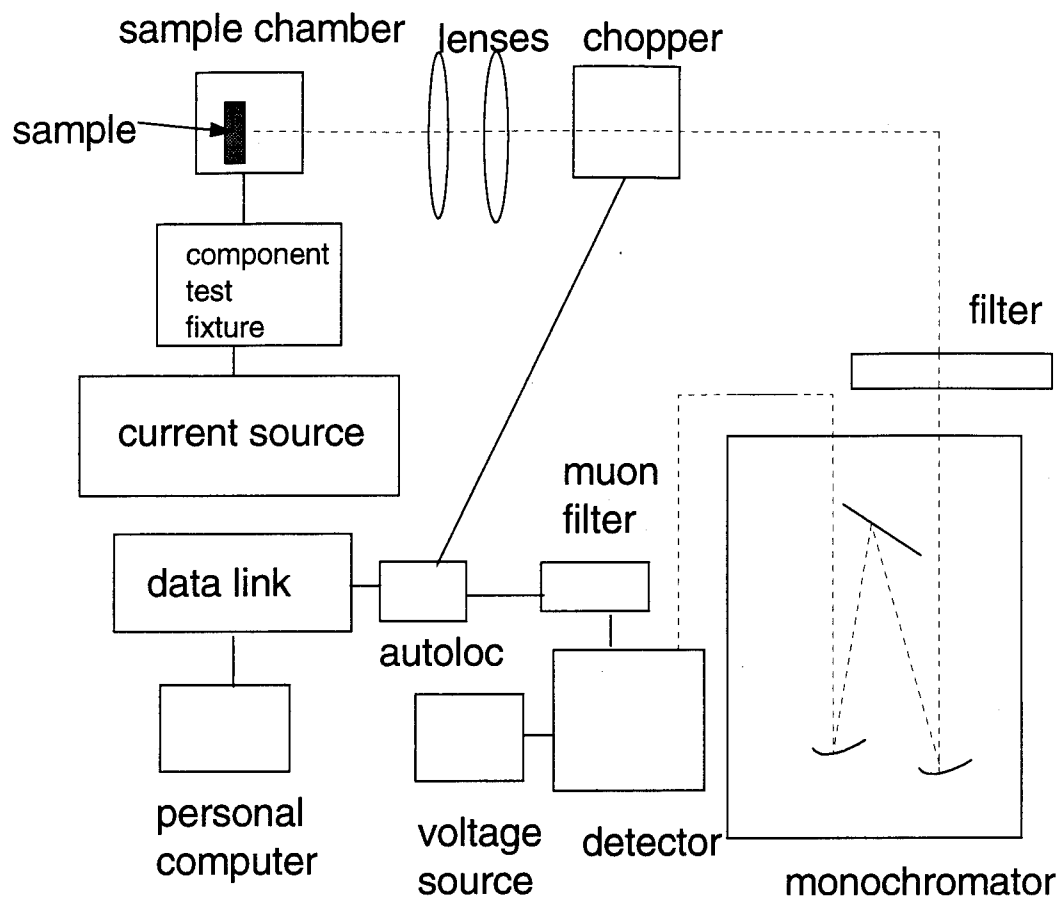 sample chamber
lenses
chopper
sample
component
test
fixture
filter
current source
muon
filter
data link
autoloc
personal
computer
voltage
source
detector
monochromator